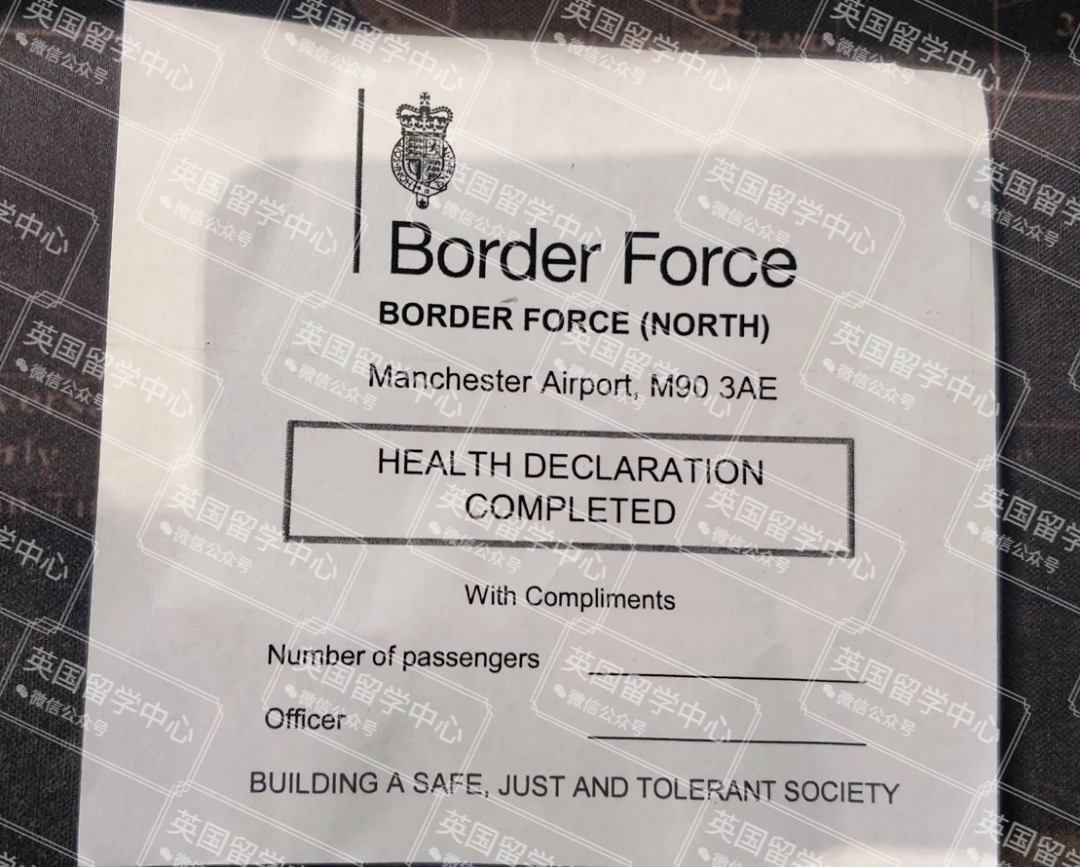 Border Force
BORDER FORCE (NORTH)
Manchester Airport, M90 3AE
HEALTH DECLARATION
COMPLETED
With Compliments
Number of passengers
Officer
BUILDING A SAFE, JUST AND TOLERANT SOCIETY
英国留学中心
微信公众号